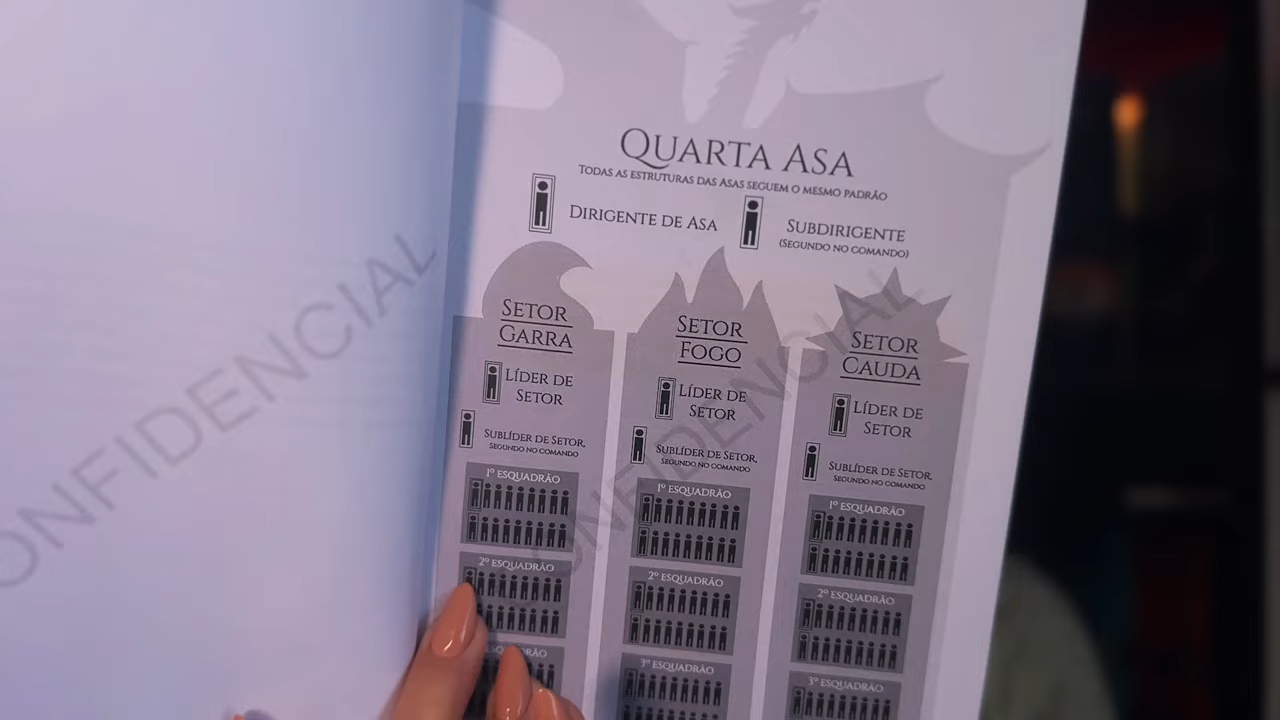 QUARTA ASA
TODAS AS ESTRUTURAS DAS ASAS SEGUEM O MESMO PADRÃO
DIRIGENTE DE ASA
SUBDIRIGENTE
(SEGUNDO NO COMANDO)
SETOR
GARRA
LÍDER DE
SETOR
SUBLÍDER DE SETOR,
SEGUNDO NO COMANDO
1º ESQUADRÃO
2º ESQUADRÃO
SETOR
FOGO
LÍDER DE
SETOR
SUBLÍDER DE SETOR,
SEGUNDO NO COMANDO
1º ESQUADRÃO
2º ESQUADRÃO
3º ESQUADRÃO
SETOR
CAUDA
LÍDER DE
SETOR
SUBLÍDER DE SETOR,
SEGUNDO NO COMANDO
1º ESQUADRÃO
2º ESQUADRÃO
3º ESQUADRÃO
ONFIDENCIAL
CONFIDENCIAL